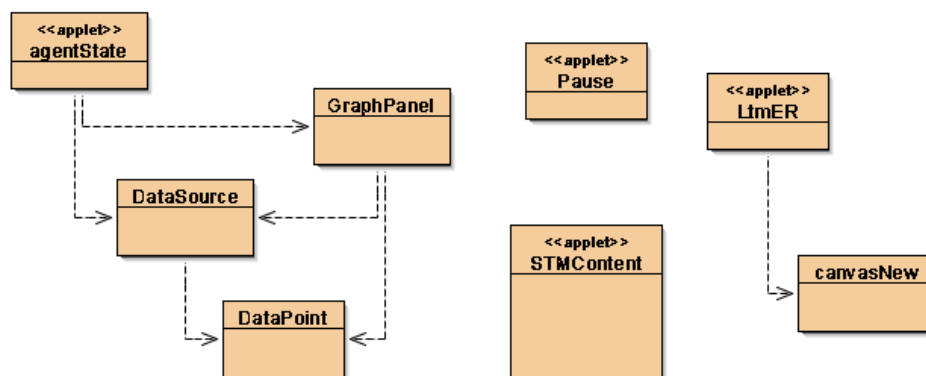 <<applet>>
agentState
GraphPanel
DataSource
DataPoint
<<applet>>
Pause
<<applet>>
LtmER
<<applet>>
STMContent
canvasNew